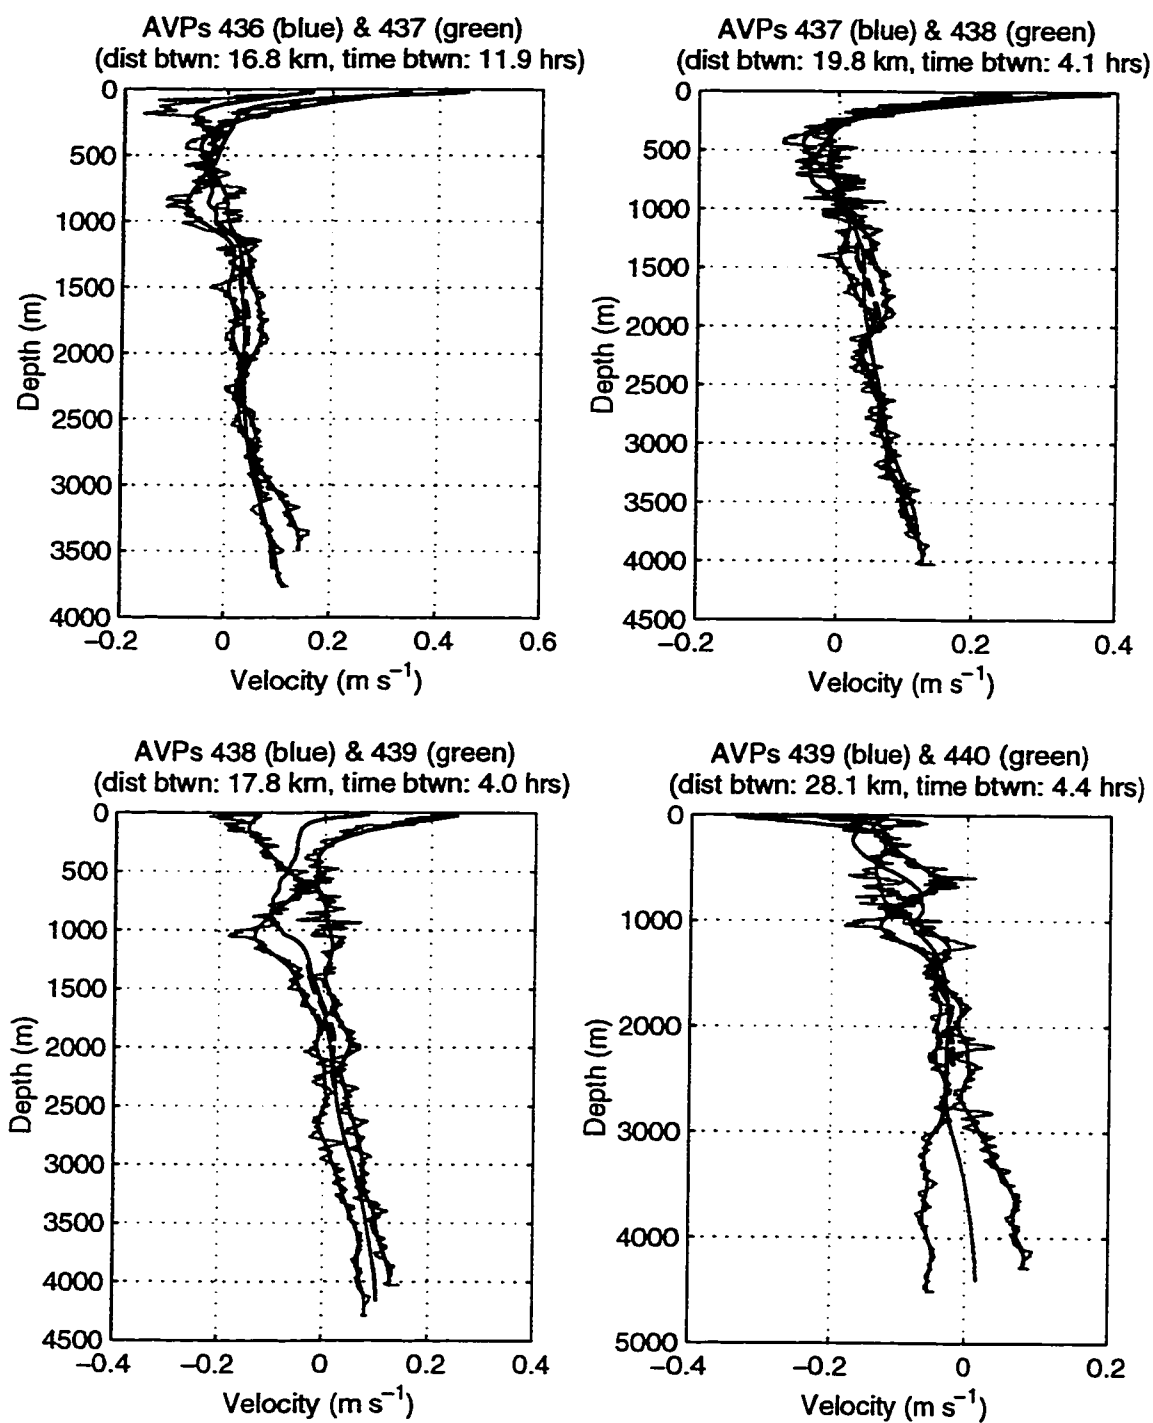 AVPs 436 (blue) & 437 (green)
(dist btwn: 16.8 km, time btwn: 11.9 hrs)
0
500
1000
1500
2000
2500
3000
3500
4000
Depth (m)
−0.2 0 0.2 0.4 0.6
Velocity (m s⁻¹)
AVPs 437 (blue) & 438 (green)
(dist btwn: 19.8 km, time btwn: 4.1 hrs)
0
500
1000
1500
2000
2500
3000
3500
4000
4500
Depth (m)
−0.2 0 0.2 0.4
Velocity (m s⁻¹)
AVPs 438 (blue) & 439 (green)
(dist btwn: 17.8 km, time btwn: 4.0 hrs)
0
500
1000
1500
2000
2500
3000
3500
4000
4500
Depth (m)
−0.4 −0.2 0 0.2 0.4
Velocity (m s⁻¹)
AVPs 439 (blue) & 440 (green)
(dist btwn: 28.1 km, time btwn: 4.4 hrs)
0
1000
2000
3000
4000
5000
Depth (m)
−0.4 −0.2 0 0.2
Velocity (m s⁻¹)